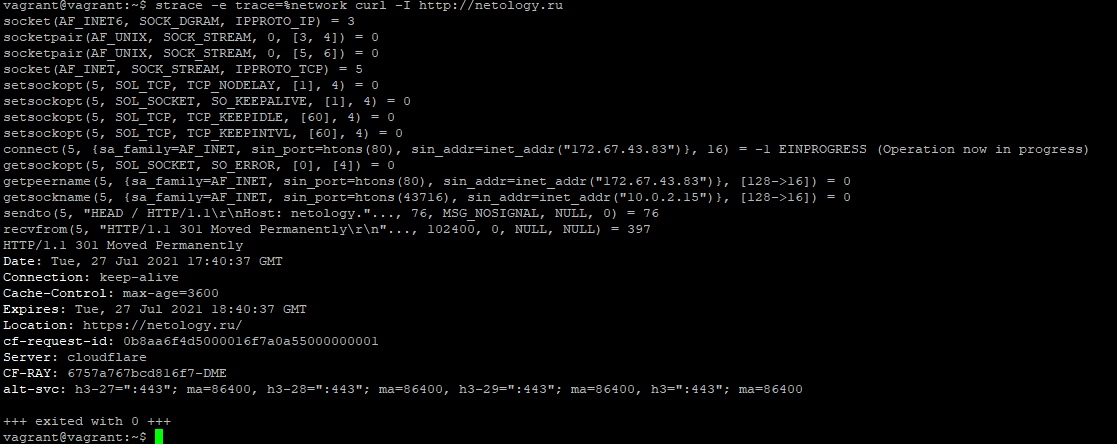 vagrant@vagrant:~$ strace -e trace=%network curl -I http://netology.ru
socket(AF_INET6, SOCK_DGRAM, IPPROTO_IP) = 3
socketpair(AF_UNIX, SOCK_STREAM, 0, [3, 4]) = 0
socketpair(AF_UNIX, SOCK_STREAM, 0, [5, 6]) = 0
socket(AF_INET, SOCK_STREAM, IPPROTO_TCP) = 5
setsockopt(5, SOL_TCP, TCP_NODELAY, [1], 4) = 0
setsockopt(5, SOL_SOCKET, SO_KEEPALIVE, [1], 4) = 0
setsockopt(5, SOL_TCP, TCP_KEEPIDLE, [60], 4) = 0
setsockopt(5, SOL_TCP, TCP_KEEPINTVL, [60], 4) = 0
connect(5, {sa_family=AF_INET, sin_port=htons(80), sin_addr=inet_addr("172.67.43.83")}, 16) = -1 EINPROGRESS (Operation now in progress)
getsockopt(5, SOL_SOCKET, SO_ERROR, [0], [4]) = 0
getpeername(5, {sa_family=AF_INET, sin_port=htons(80), sin_addr=inet_addr("172.67.43.83")}, [128->16]) = 0
getsockname(5, {sa_family=AF_INET, sin_port=htons(43716), sin_addr=inet_addr("10.0.2.15")}, [128->16]) = 0
sendto(5, "HEAD / HTTP/1.1\r\nHost: netology."..., 76, MSG_NOSIGNAL, NULL, 0) = 76
recvfrom(5, "HTTP/1.1 301 Moved Permanently\r\n"..., 102400, 0, NULL, NULL) = 397
HTTP/1.1 301 Moved Permanently
Date: Tue, 27 Jul 2021 17:40:37 GMT
Connection: keep-alive
Cache-Control: max-age=3600
Expires: Tue, 27 Jul 2021 18:40:37 GMT
Location: https://netology.ru/
cf-request-id: 0b8aa6f4d5000016f7a0a55000000001
Server: cloudflare
CF-RAY: 6757a767bcd816f7-DME
alt-svc: h3-27=":443"; ma=86400, h3-28=":443"; ma=86400, h3-29=":443"; ma=86400, h3=":443"; ma=86400
+++ exited with 0 +++
vagrant@vagrant:~$